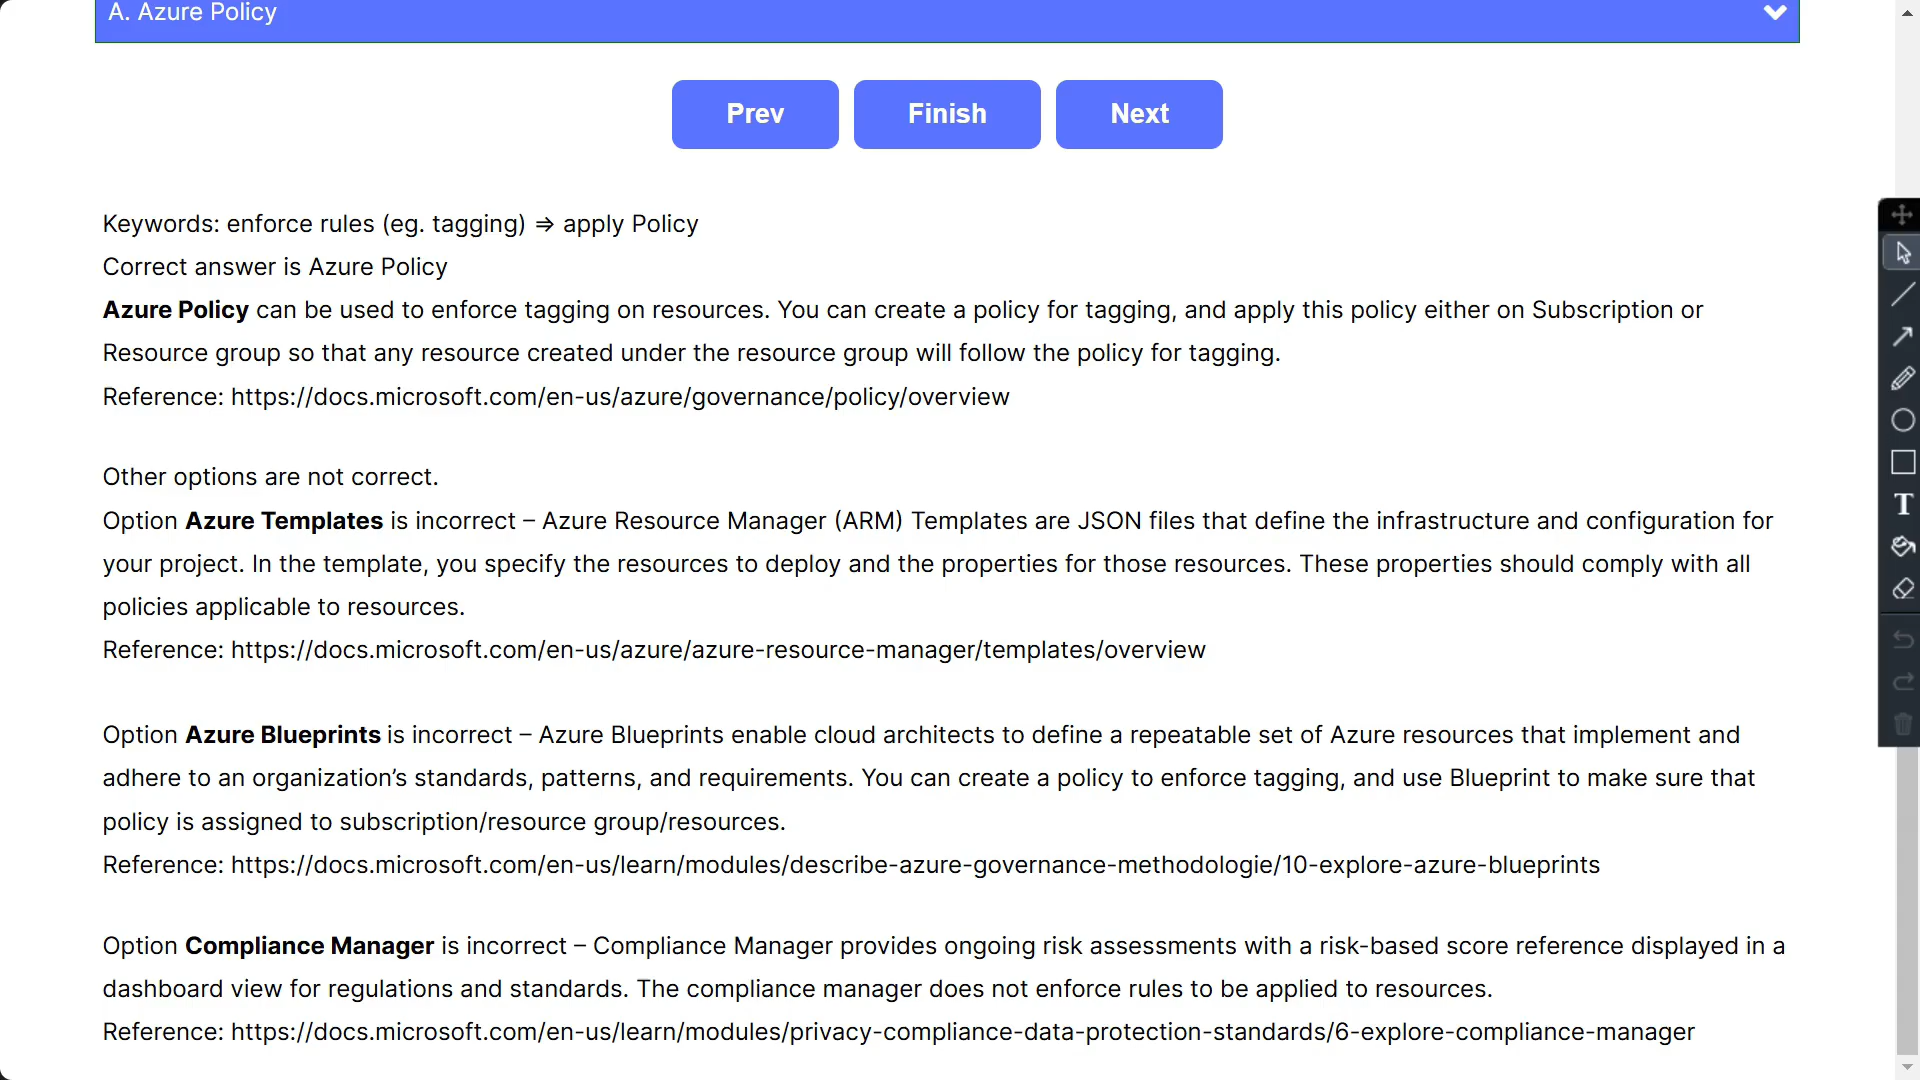 A. Azure Policy
Prev Finish Next
Keywords: enforce rules (eg. tagging) => apply Policy
Correct answer is Azure Policy
Azure Policy can be used to enforce tagging on resources. You can create a policy for tagging, and apply this policy either on Subscription or
Resource group so that any resource created under the resource group will follow the policy for tagging.
Reference: https://docs.microsoft.com/en-us/azure/governance/policy/overview
Other options are not correct.
Option Azure Templates is incorrect – Azure Resource Manager (ARM) Templates are JSON files that define the infrastructure and configuration for
your project. In the template, you specify the resources to deploy and the properties for those resources. These properties should comply with all
policies applicable to resources.
Reference: https://docs.microsoft.com/en-us/azure/azure-resource-manager/templates/overview
Option Azure Blueprints is incorrect – Azure Blueprints enable cloud architects to define a repeatable set of Azure resources that implement and
adhere to an organization’s standards, patterns, and requirements. You can create a policy to enforce tagging, and use Blueprint to make sure that
policy is assigned to subscription/resource group/resources.
Reference: https://docs.microsoft.com/en-us/learn/modules/describe-azure-governance-methodologie/10-explore-azure-blueprints
Option Compliance Manager is incorrect – Compliance Manager provides ongoing risk assessments with a risk-based score reference displayed in a
dashboard view for regulations and standards. The compliance manager does not enforce rules to be applied to resources.
Reference: https://docs.microsoft.com/en-us/learn/modules/privacy-compliance-data-protection-standards/6-explore-compliance-manager
T